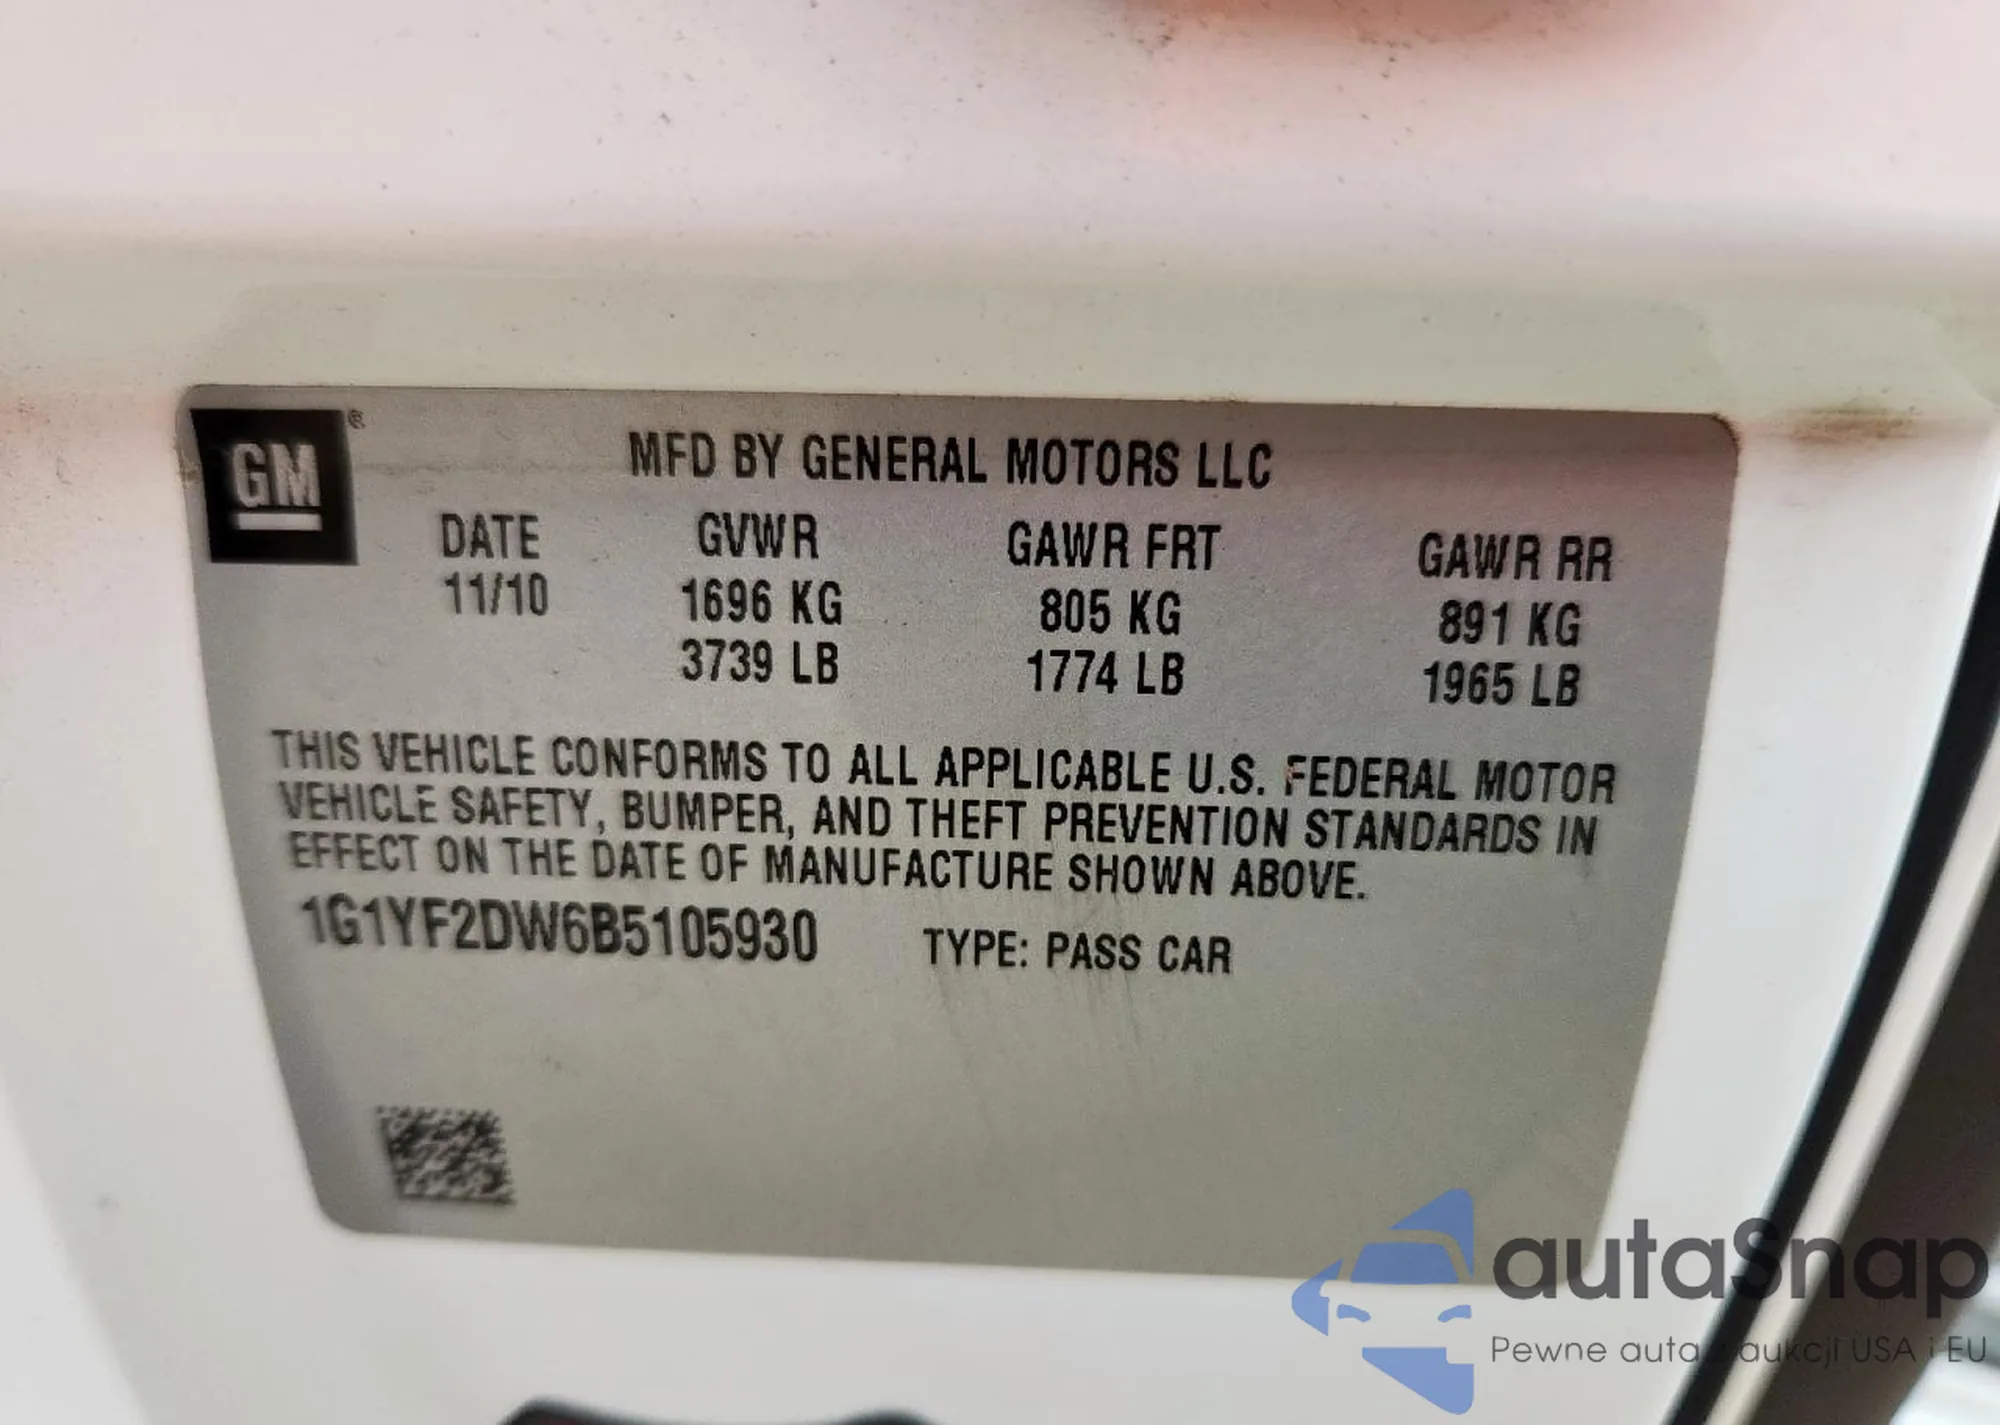 GM ®
MFD BY GENERAL MOTORS LLC
DATE GVWR GAWR FRT GAWR RR
11/10 1696 KG 805 KG 891 KG
3739 LB 1774 LB 1965 LB
THIS VEHICLE CONFORMS TO ALL APPLICABLE U.S. FEDERAL MOTOR
VEHICLE SAFETY, BUMPER, AND THEFT PREVENTION STANDARDS IN
EFFECT ON THE DATE OF MANUFACTURE SHOWN ABOVE.
1G1YF2DW6B5105930 TYPE: PASS CAR
autaSnap
Pewne auta z aukcji USA i EU